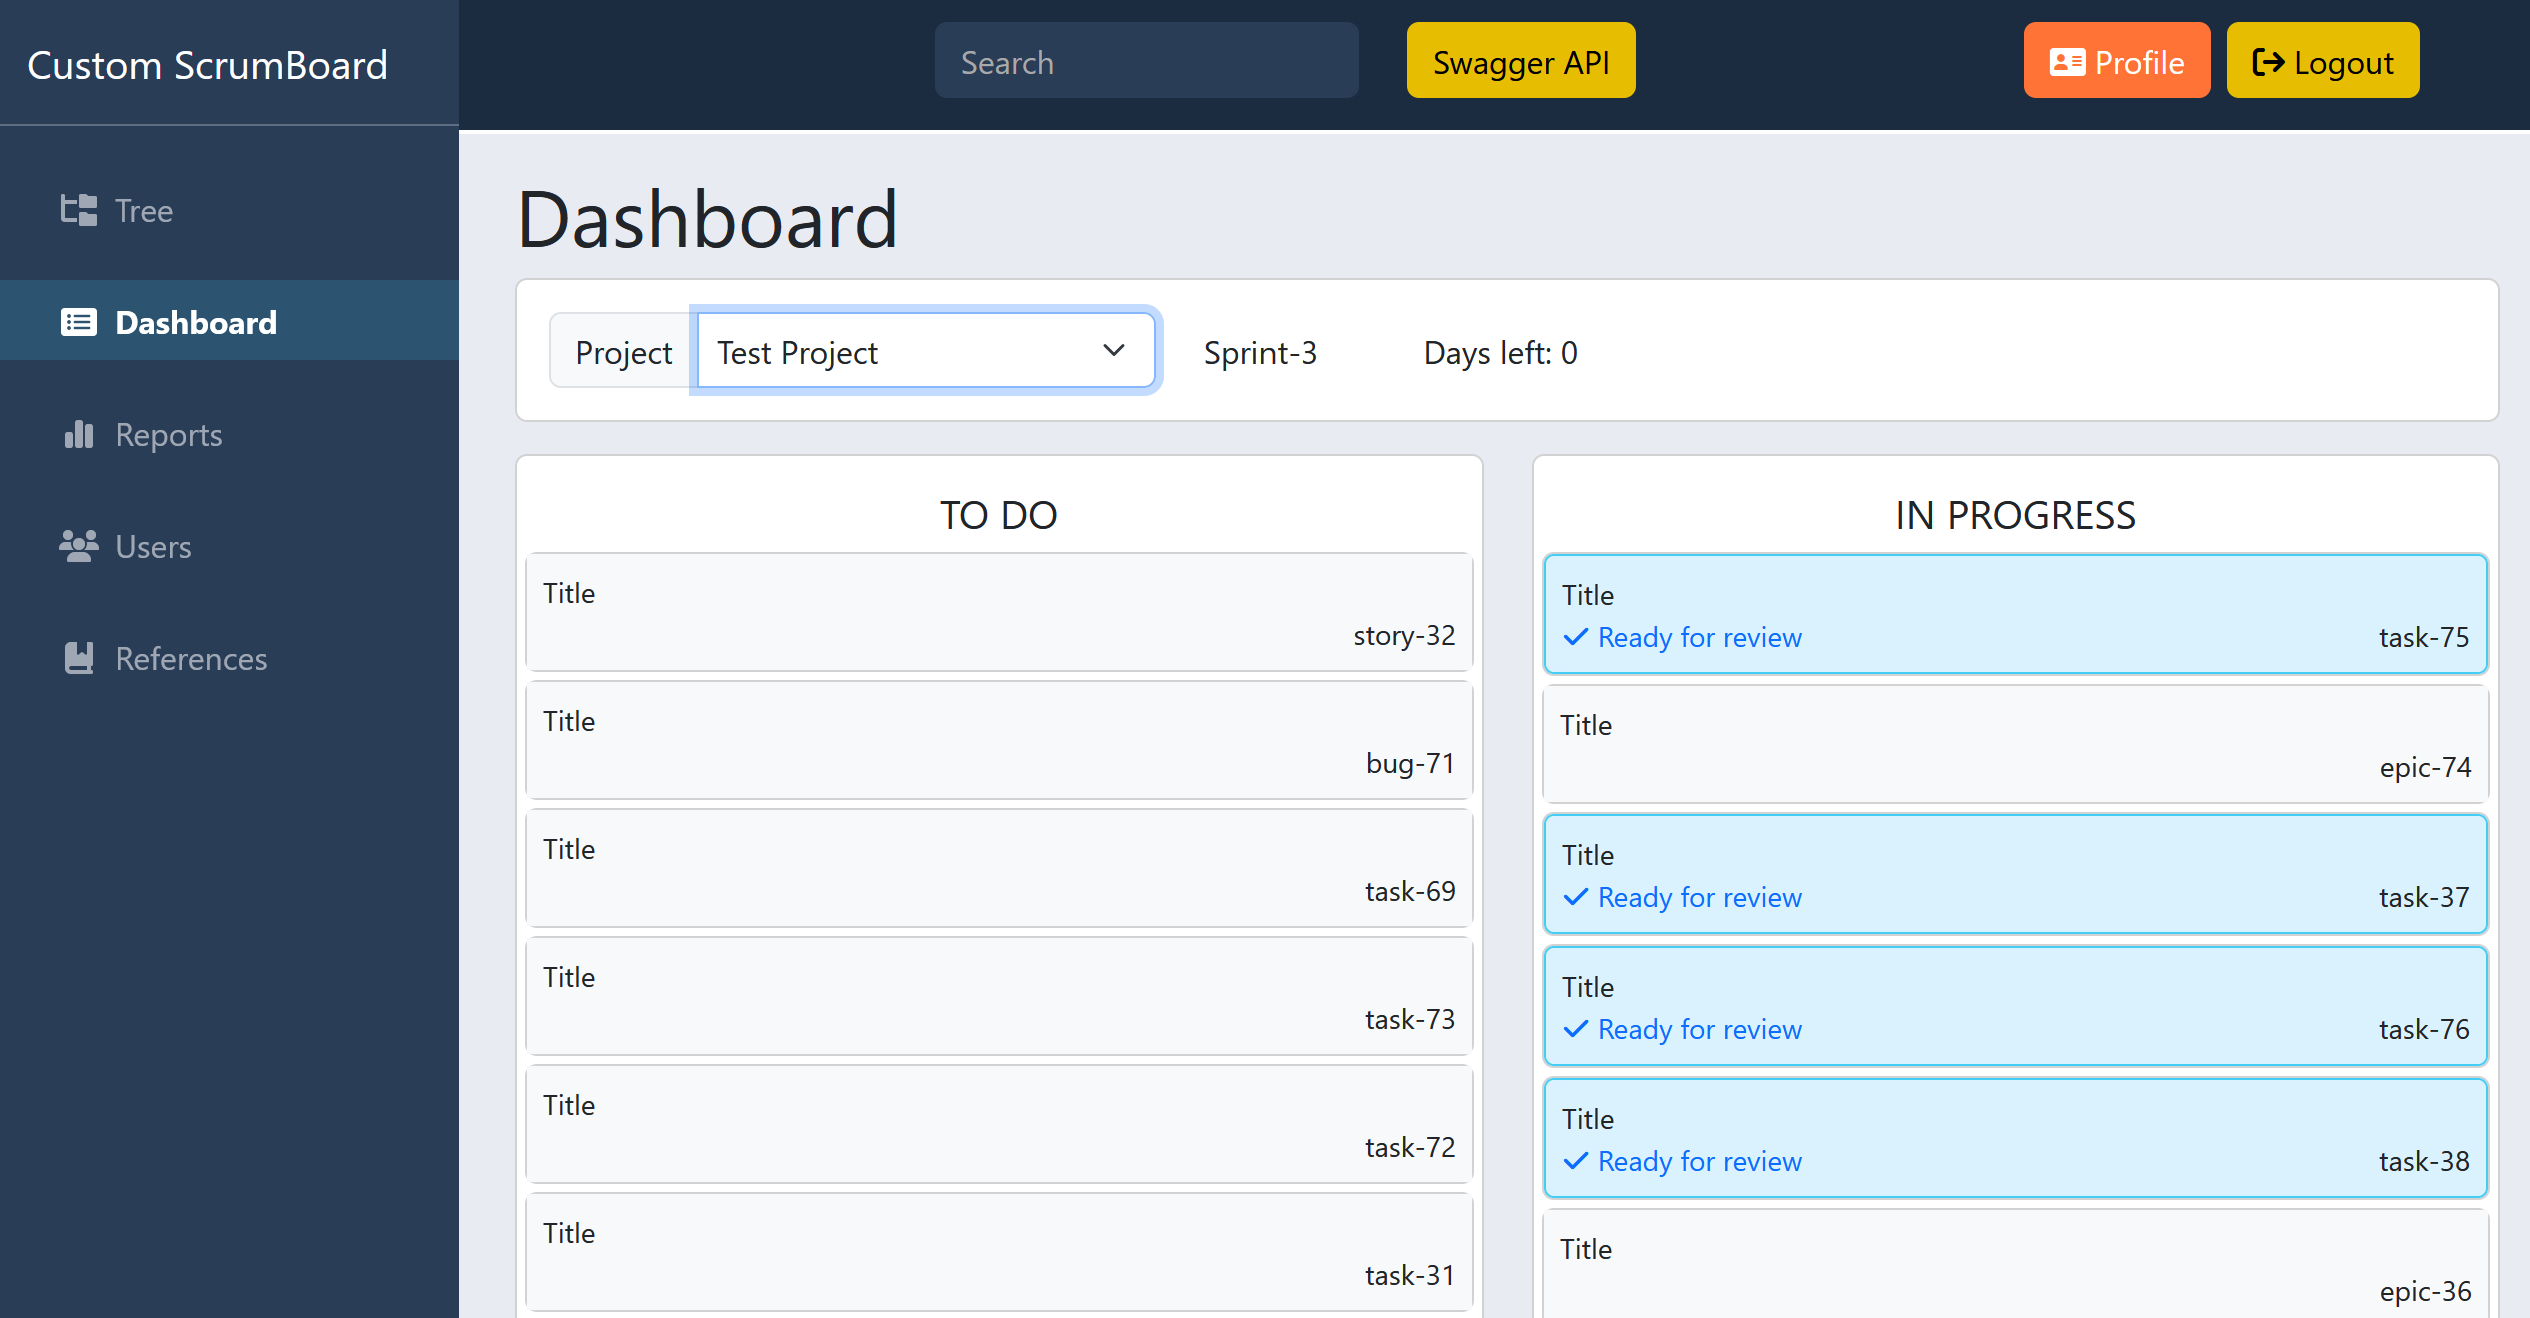 Custom ScrumBoard
Search
Swagger API
Profile
Logout
Tree
Dashboard
Reports
Users
References
Dashboard
Project
Test Project
Sprint-3
Days left: 0
TO DO
Title
story-32
Title
bug-71
Title
task-69
Title
task-73
Title
task-72
Title
task-31
IN PROGRESS
Title
Ready for review
task-75
Title
epic-74
Title
Ready for review
task-37
Title
Ready for review
task-76
Title
Ready for review
task-38
Title
epic-36